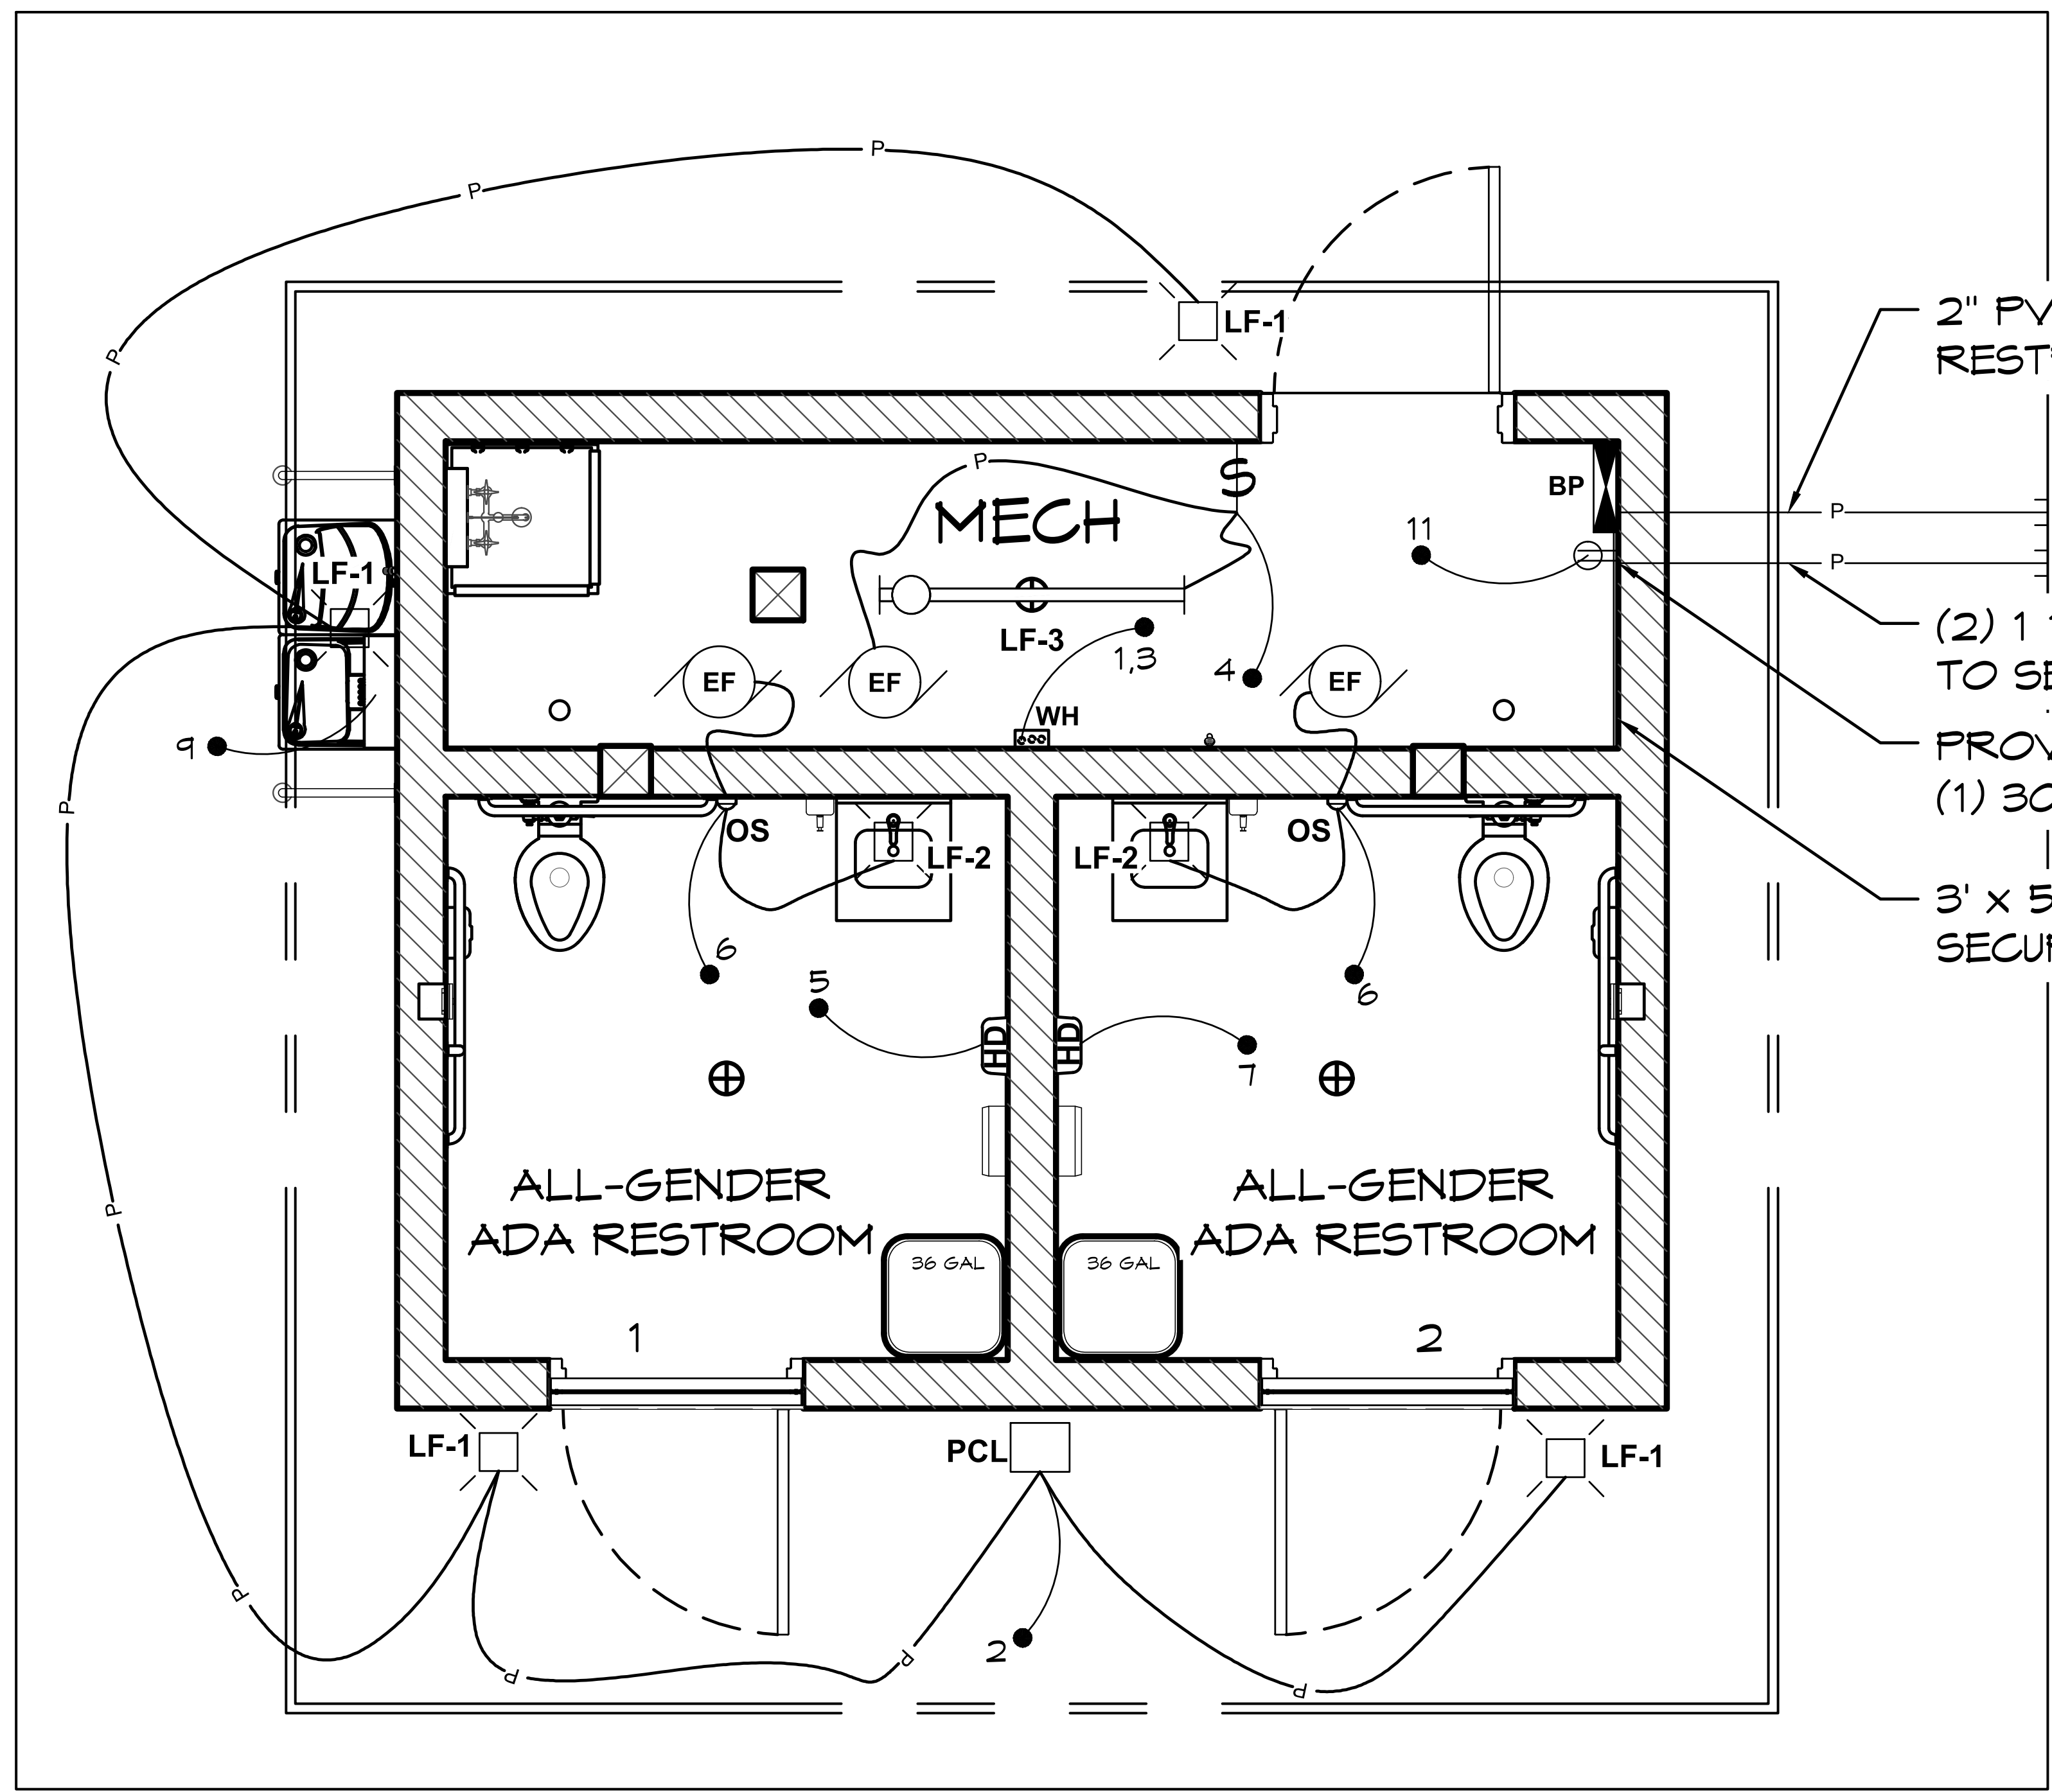 P
P
P
LF-1
2" PV
REST
P
S
MECH
BP
11
P
P
LF-1
LF-3
1,3
4
(2) 1
TO SE
EF
EF
EF
WH
9
PROV
(1) 30
P
OS
LF-2
LF-2
OS
3' x 5
SECUR
6
5
6
HD
HD
7
P
ALL-GENDER
ADA RESTROOM
ALL-GENDER
ADA RESTROOM
36 GAL
36 GAL
1
2
LF-1
PCL
LF-1
P
2
P
P
P